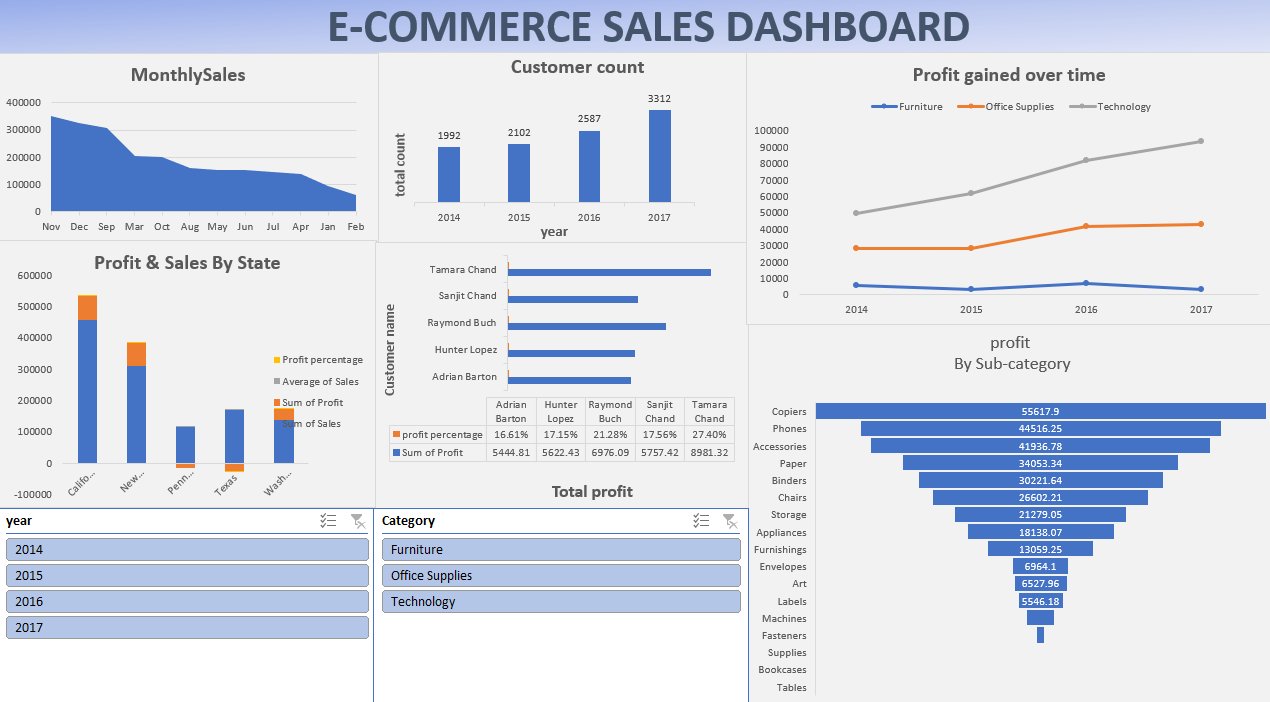 E-COMMERCE SALES DASHBOARD
MonthlySales
400000
300000
200000
100000
0
Nov Dec Sep Mar Oct Aug May Jun Jul Apr Jan Feb
Customer count
total count
1992 2102 2587 3312
2014 2015 2016 2017
year
Profit gained over time
Furniture Office Supplies Technology
100000
90000
80000
70000
60000
50000
40000
30000
20000
10000
0
2014 2015 2016 2017
Profit & Sales By State
600000
500000
400000
300000
200000
100000
0
-100000
Califo... New... Penn... Texas Wash...
Profit percentage
Average of Sales
Sum of Profit
Sum of Sales
Customer name
Tamara Chand
Sanjit Chand
Raymond Buch
Hunter Lopez
Adrian Barton
Adrian Barton Hunter Lopez Raymond Buch Sanjit Chand Tamara Chand
profit percentage 16.61% 17.15% 21.28% 17.56% 27.40%
Sum of Profit 5444.81 5622.43 6976.09 5757.42 8981.32
Total profit
profit
By Sub-category
Copiers 55617.9
Phones 44516.25
Accessories 41936.78
Paper 34053.34
Binders 30221.64
Chairs 26602.21
Storage 21279.05
Appliances 18138.07
Furnishings 13059.25
Envelopes 6964.1
Art 6527.96
Labels 5546.18
Machines
Fasteners
Supplies
Bookcases
Tables
year
2014
2015
2016
2017
Category
Furniture
Office Supplies
Technology